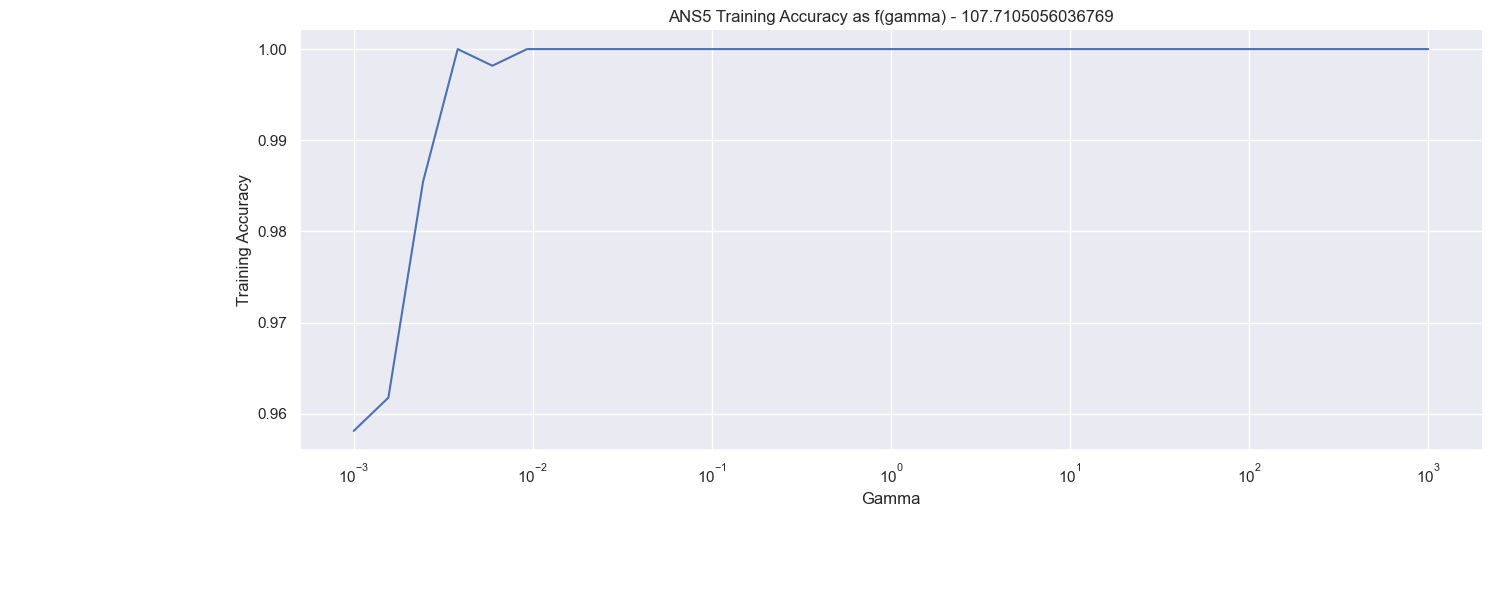 ANS5 Training Accuracy as f(gamma) - 107.7105056036769
1.00
0.99
0.98
0.97
0.96
Training Accuracy
10⁻³ 10⁻² 10⁻¹ 10⁰ 10¹ 10² 10³
Gamma